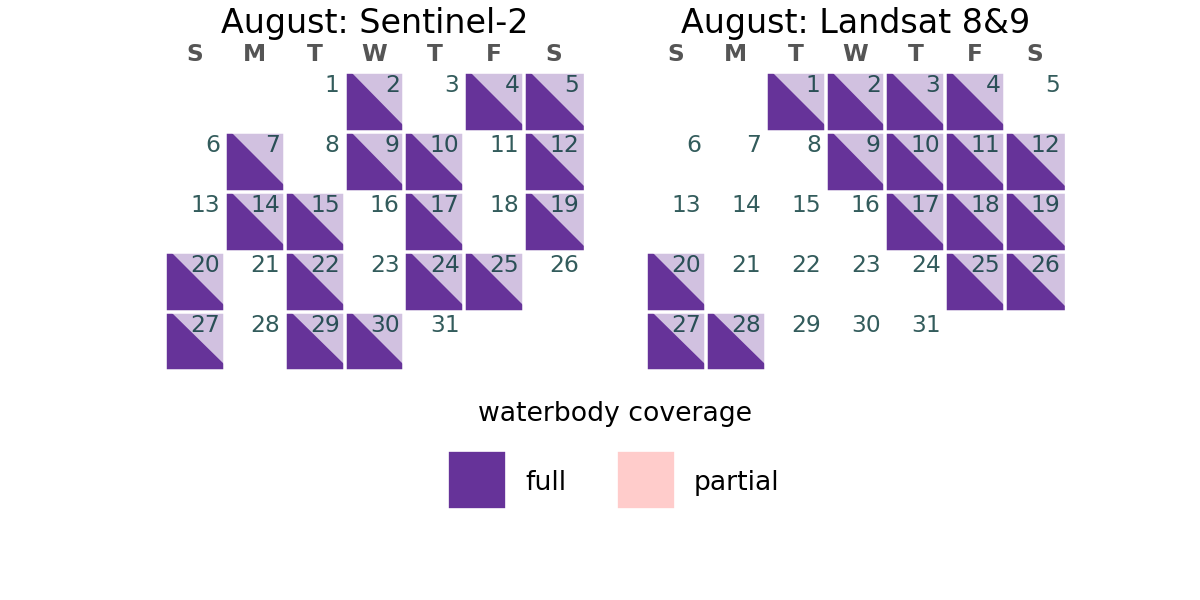 August: Sentinel-2
S M T W T F S
1 2 3 4 5
6 7 8 9 10 11 12
13 14 15 16 17 18 19
20 21 22 23 24 25 26
27 28 29 30 31
August: Landsat 8&9
S M T W T F S
1 2 3 4 5
6 7 8 9 10 11 12
13 14 15 16 17 18 19
20 21 22 23 24 25 26
27 28 29 30 31
waterbody coverage
full partial